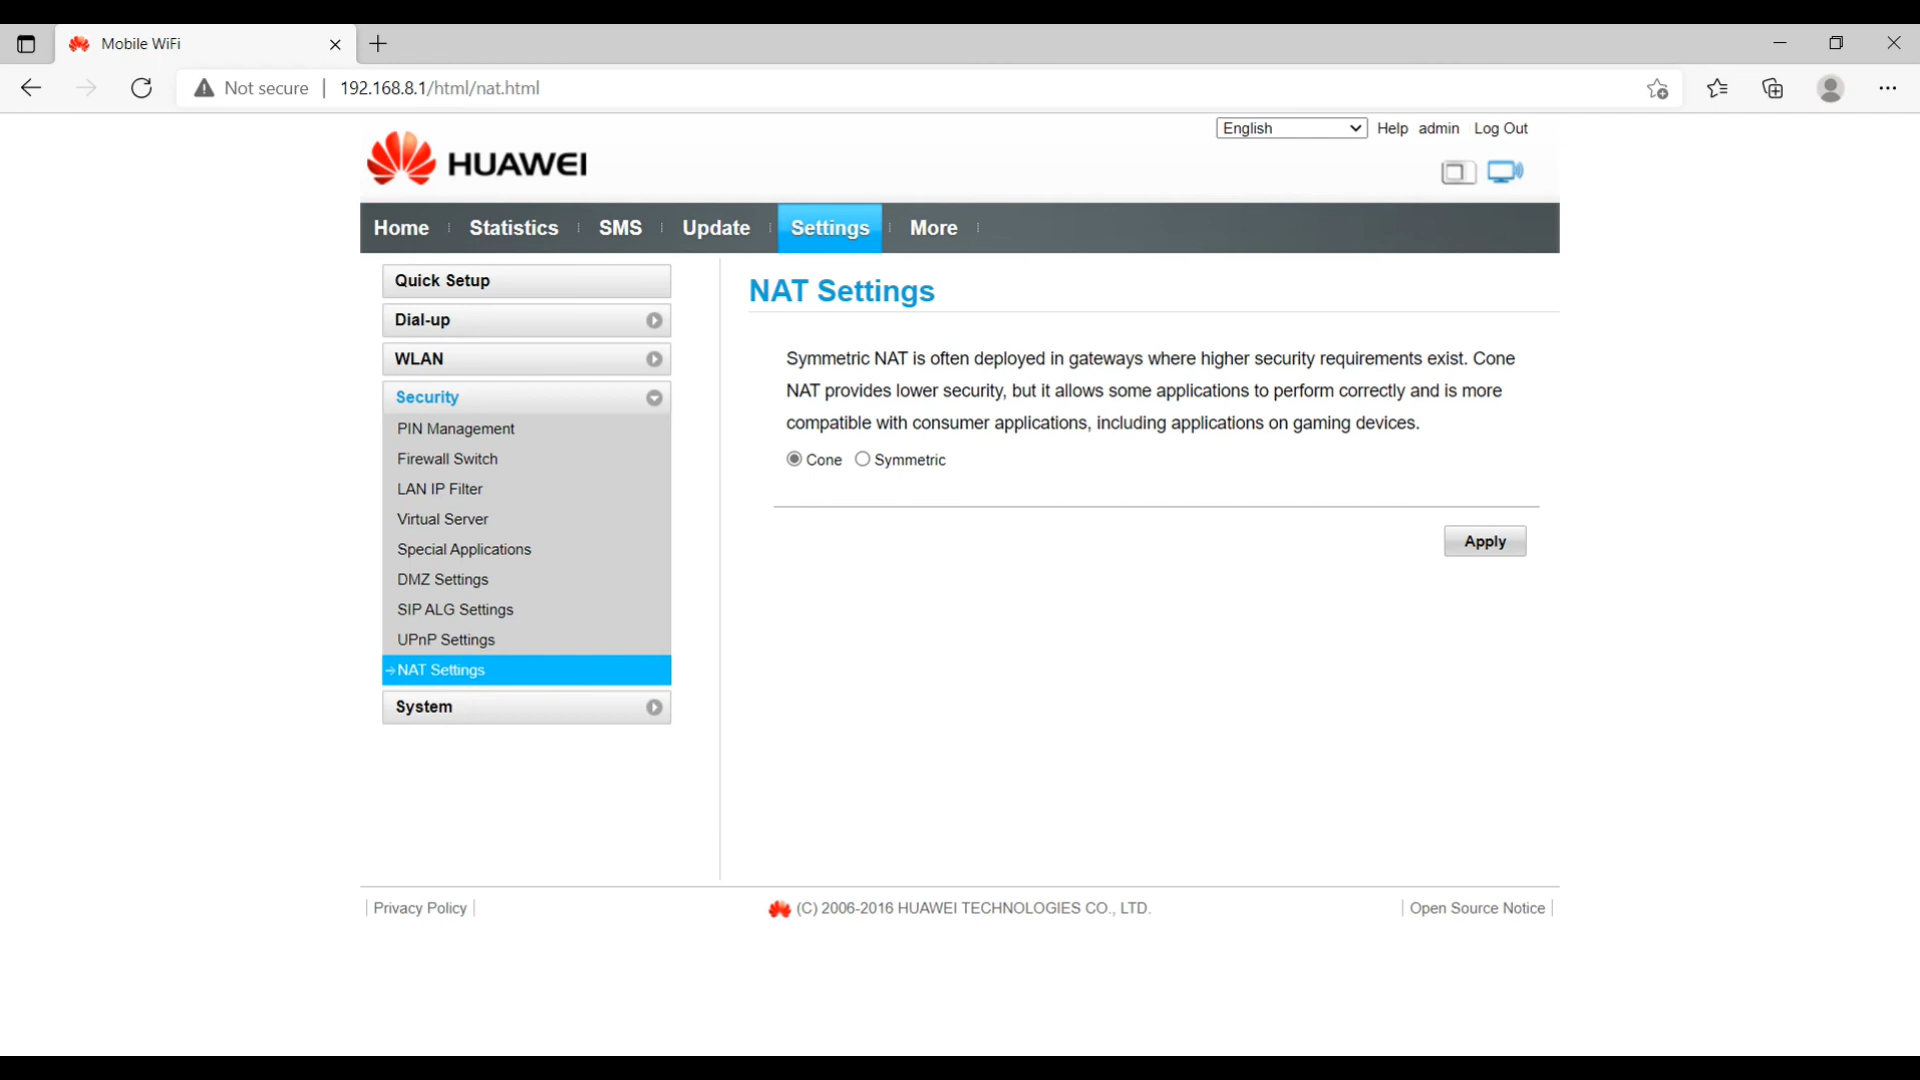 Mobile WiFi
Not secure | 192.168.8.1/html/nat.html
English Help admin Log Out
HUAWEI
Home Statistics SMS Update Settings More
Quick Setup
Dial-up
WLAN
Security
PIN Management
Firewall Switch
LAN IP Filter
Virtual Server
Special Applications
DMZ Settings
SIP ALG Settings
UPnP Settings
NAT Settings
System
NAT Settings
Symmetric NAT is often deployed in gateways where higher security requirements exist. Cone
NAT provides lower security, but it allows some applications to perform correctly and is more
compatible with consumer applications, including applications on gaming devices.
Cone Symmetric
Apply
Privacy Policy (C) 2006-2016 HUAWEI TECHNOLOGIES CO., LTD. Open Source Notice